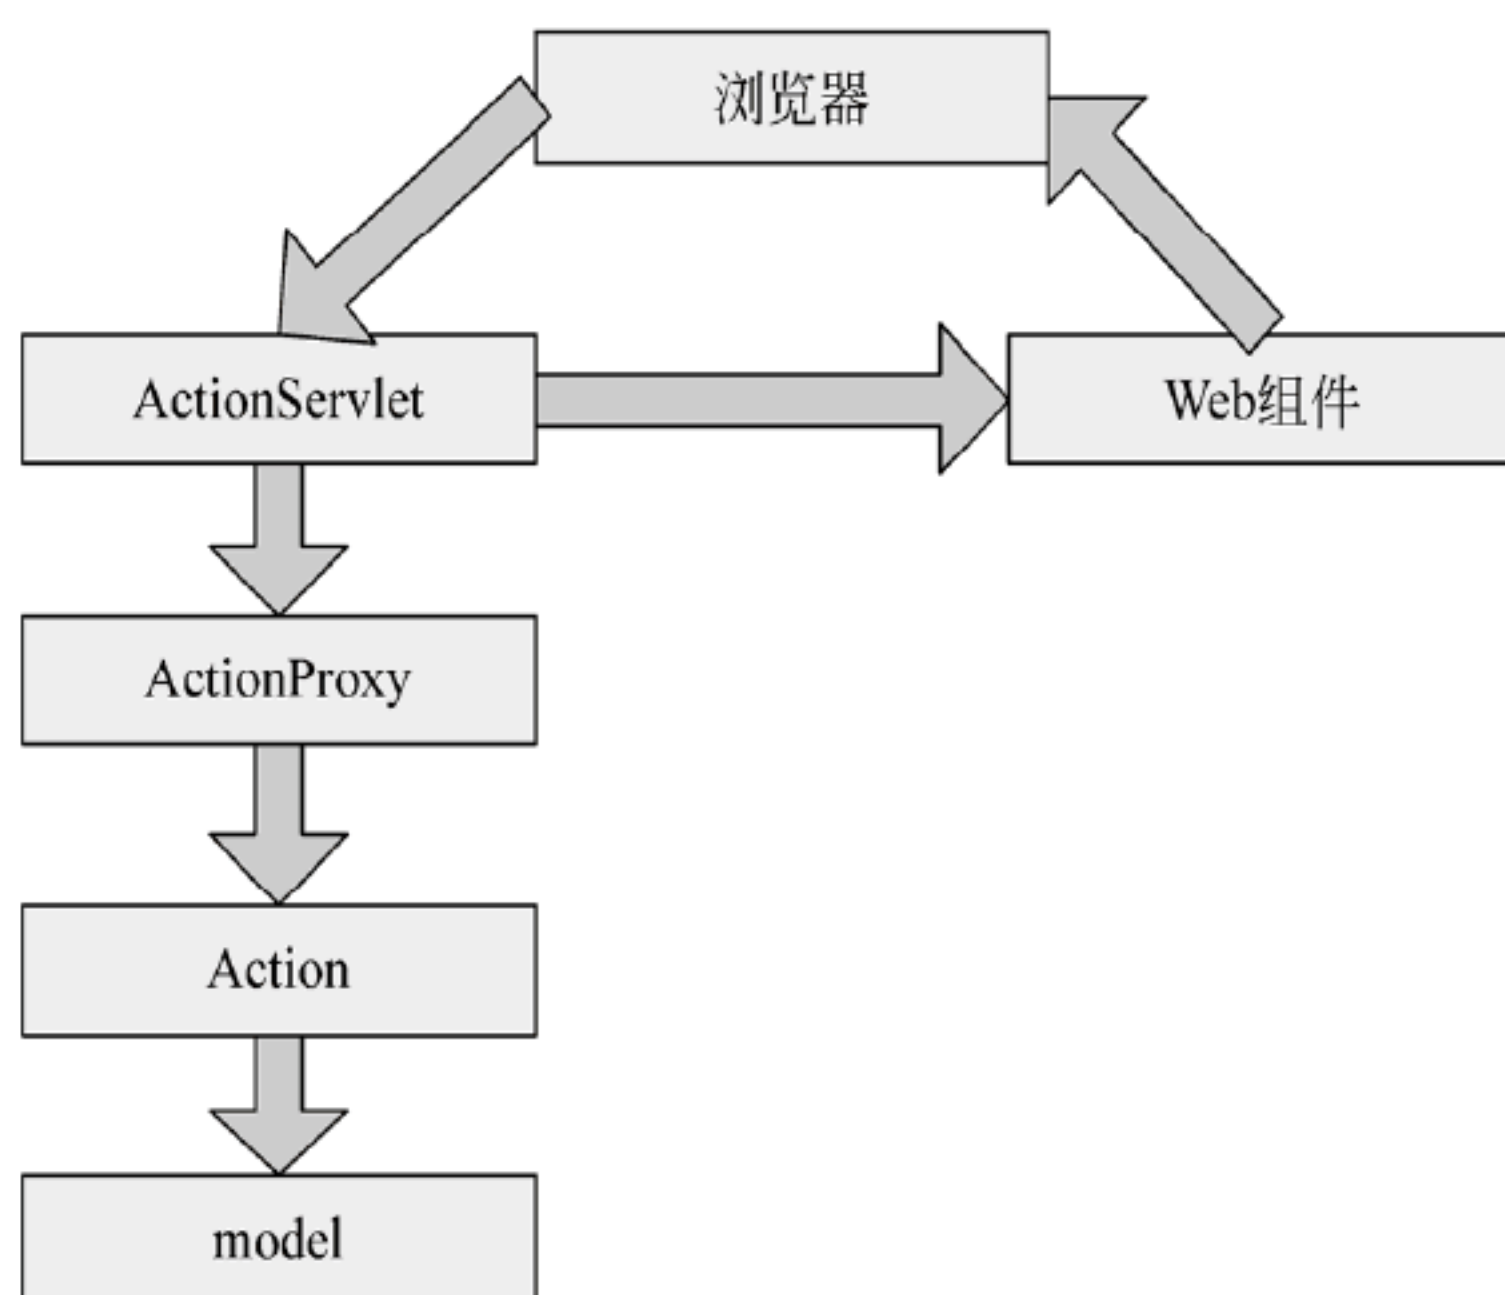 浏览器
ActionServlet
Web组件
ActionProxy
Action
model